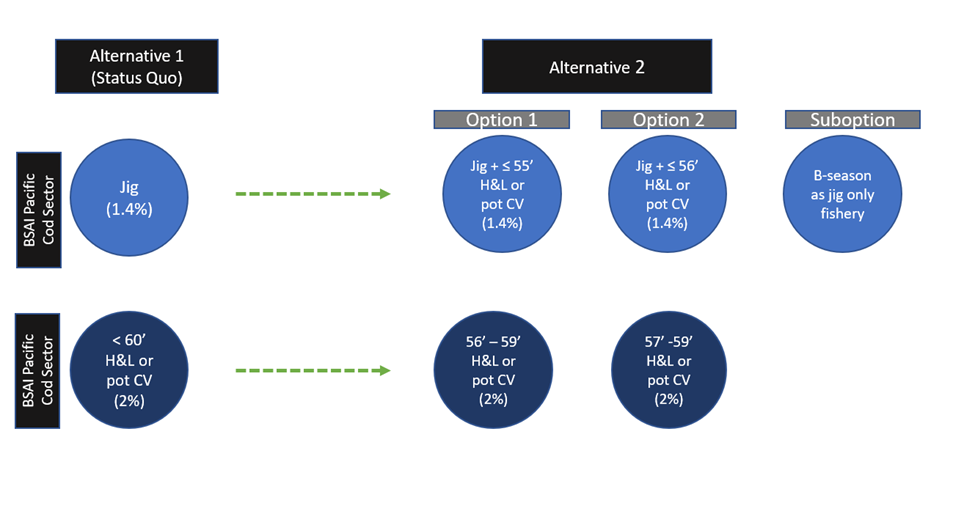 Alternative 1
(Status Quo)
Alternative 2
Option 1
Option 2
Suboption
BSAI Pacific
Cod Sector
Jig
(1.4%)
Jig + ≤ 55’
H&L or
pot CV
(1.4%)
Jig + ≤ 56’
H&L or
pot CV
(1.4%)
B-season
as jig only
fishery
BSAI Pacific
Cod Sector
< 60’
H&L or
pot CV
(2%)
56’ – 59’
H&L or
pot CV
(2%)
57’ -59’
H&L or
pot CV
(2%)